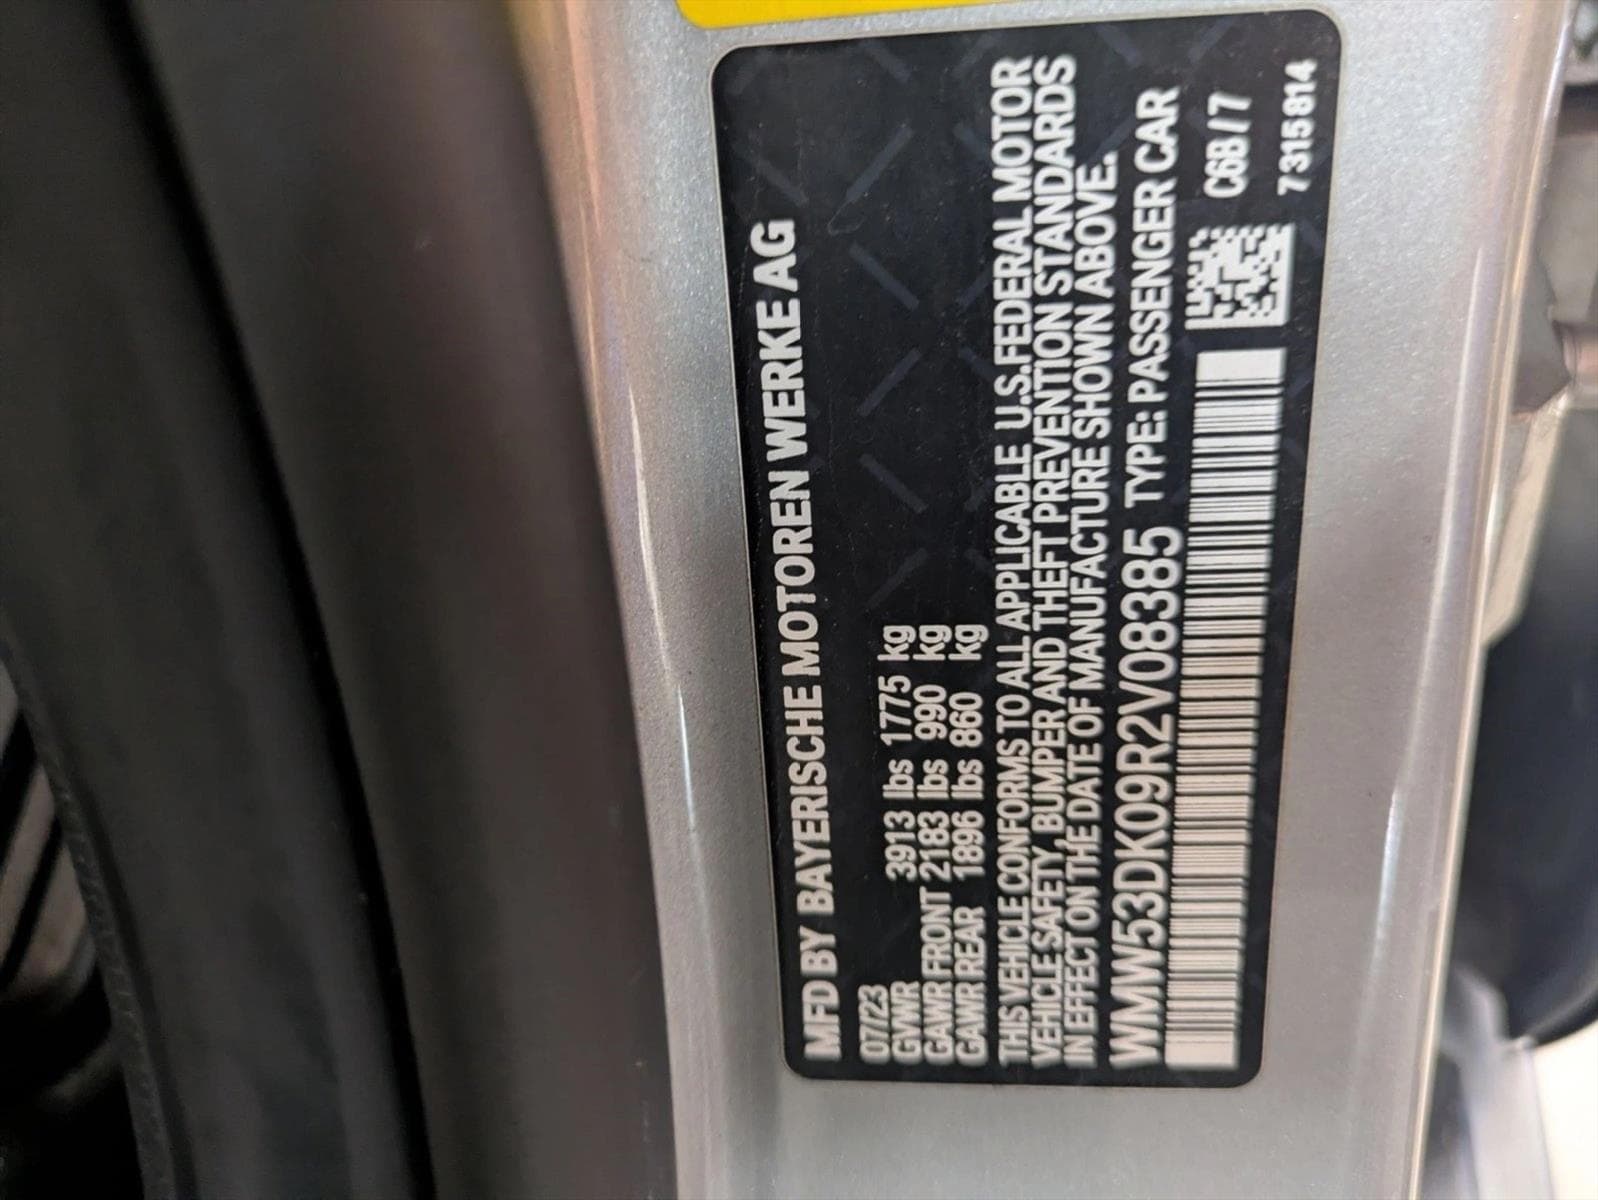 MFD BY BAYERISCHE MOTOREN WERKE AG
07/23
GVWR 3913 lbs 1775 kg
GAWR FRONT 2183 lbs 990 kg
GAWR REAR 1896 lbs 860 kg
THIS VEHICLE CONFORMS TO ALL APPLICABLE U.S.FEDERAL MOTOR
VEHICLE SAFETY, BUMPER AND THEFT PREVENTION STANDARDS
IN EFFECT ON THE DATE OF MANUFACTURE SHOWN ABOVE.
WMW53DK09R2V08385 TYPE: PASSENGER CAR
C6B/7
7315814